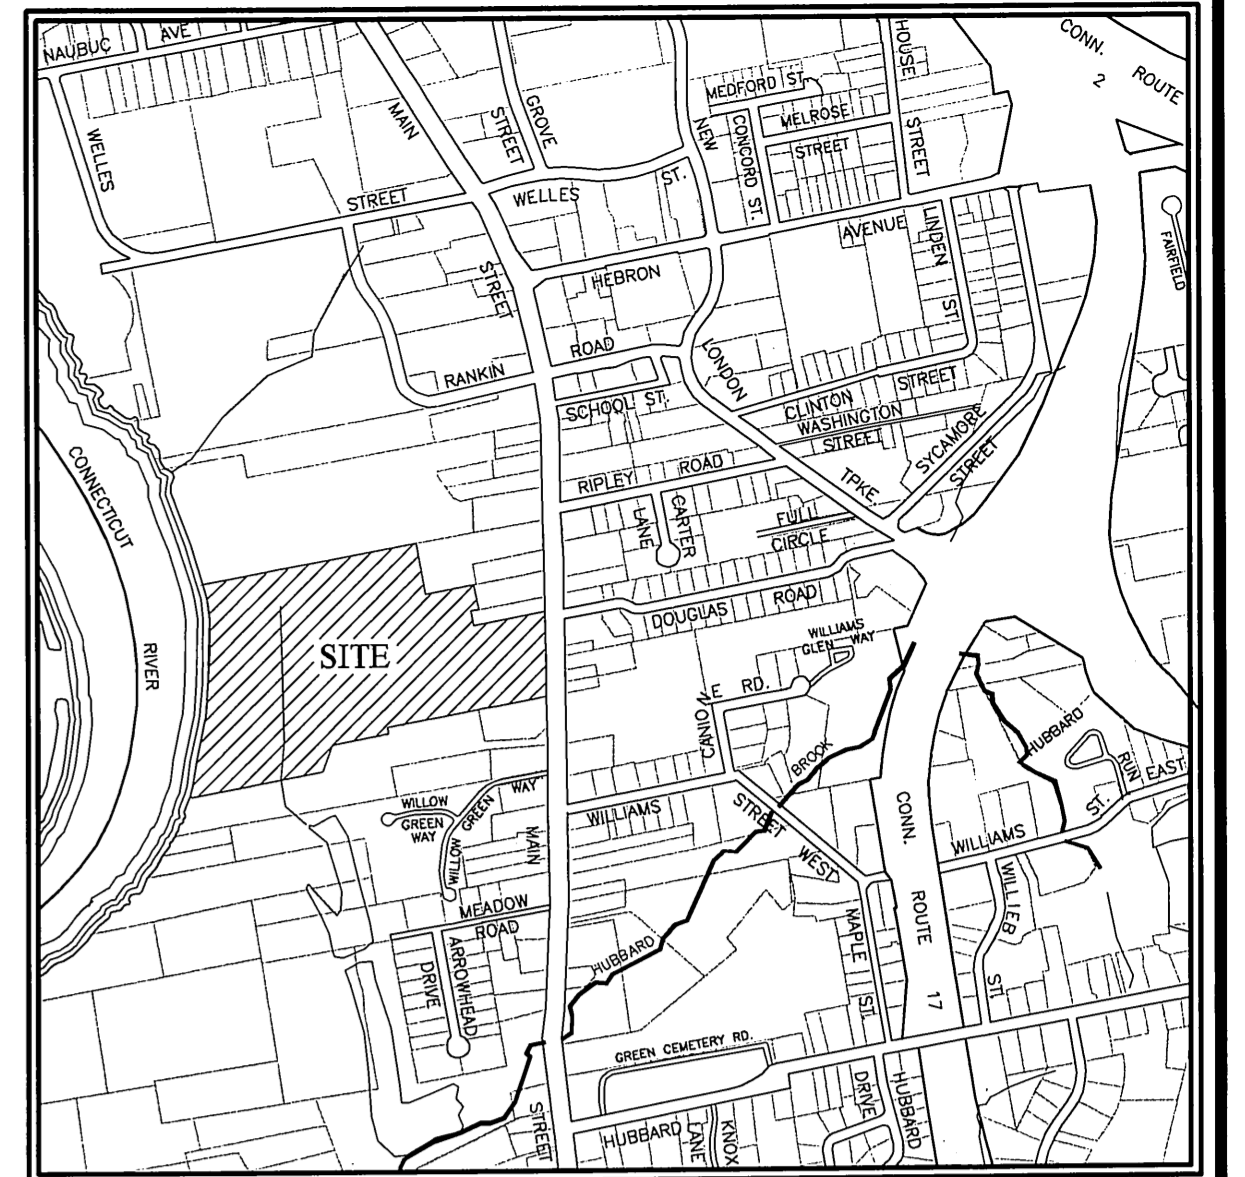 NAUBUC AVE
WELLES
STREET
MAIN
STREET
GROVE
STREET
WELLES ST.
NEW
LONDON
TPKE.
MEDFORD ST.
MELROSE
STREET
CONCORD ST.
HOUSE
STREET
CONN.
ROUTE
2
FAIRFIELD
HEBRON
AVENUE
LINDEN
ST.
RANKIN
ROAD
SCHOOL ST.
CLINTON
STREET
WASHINGTON
STREET
SYCAMORE
STREET
RIPLEY ROAD
CARTER
LANE
FULL
CIRCLE
DOUGLAS ROAD
CONNECTICUT
RIVER
SITE
WILLIAMS
GLEN WAY
E RD.
BROOK
HUBBARD
RUN
EAST
WILLOW
GREEN
WAY
WILLOW
GREEN
WAY
MAIN
WILLIAMS
STREET
WEST
CONN.
ROUTE
17
WILLIAMS
ST.
WILLIEB
ST.
MEADOW
ROAD
ARROWHEAD
DRIVE
HUBBARD
MAPLE
ST.
GREEN CEMETERY RD.
STREET
HUBBARD
LANE
KNOX
DRIVE
HUBBARD